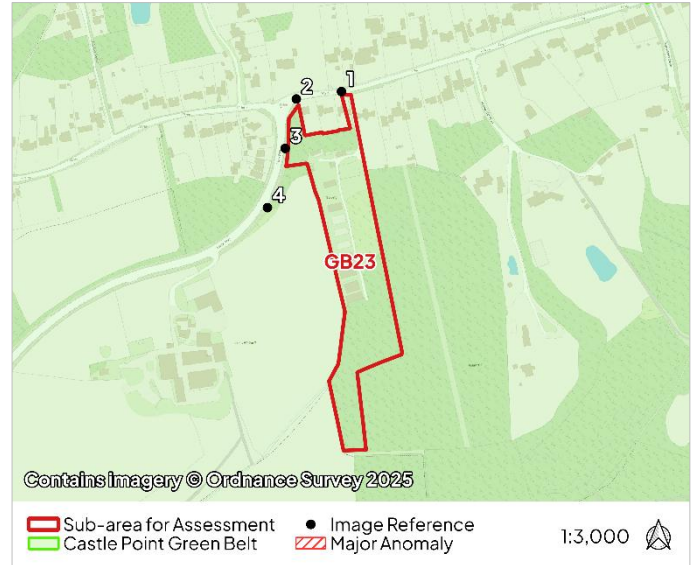 1
2
3
4
GB23
Contains imagery © Ordnance Survey 2025
Sub-area for Assessment
Image Reference
Castle Point Green Belt
Major Anomaly
1:3,000